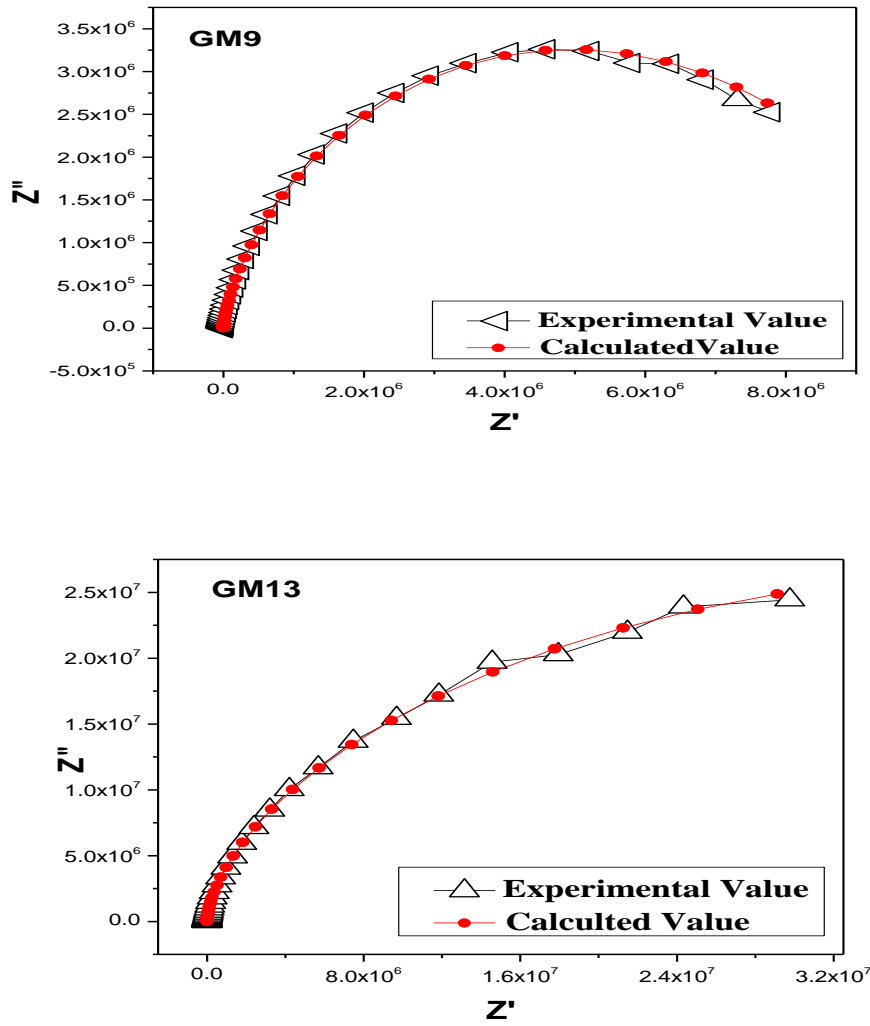 GM9
3.5x10⁶
3.0x10⁶
2.5x10⁶
2.0x10⁶
1.5x10⁶
1.0x10⁶
5.0x10⁵
0.0
-5.0x10⁵
Z"
Experimental Value
CalculatedValue
0.0 2.0x10⁶ 4.0x10⁶ 6.0x10⁶ 8.0x10⁶
Z'
GM13
2.5x10⁷
2.0x10⁷
1.5x10⁷
1.0x10⁷
5.0x10⁶
0.0
Z"
Experimental Value
Calculted Value
0.0 8.0x10⁶ 1.6x10⁷ 2.4x10⁷ 3.2x10⁷
Z'